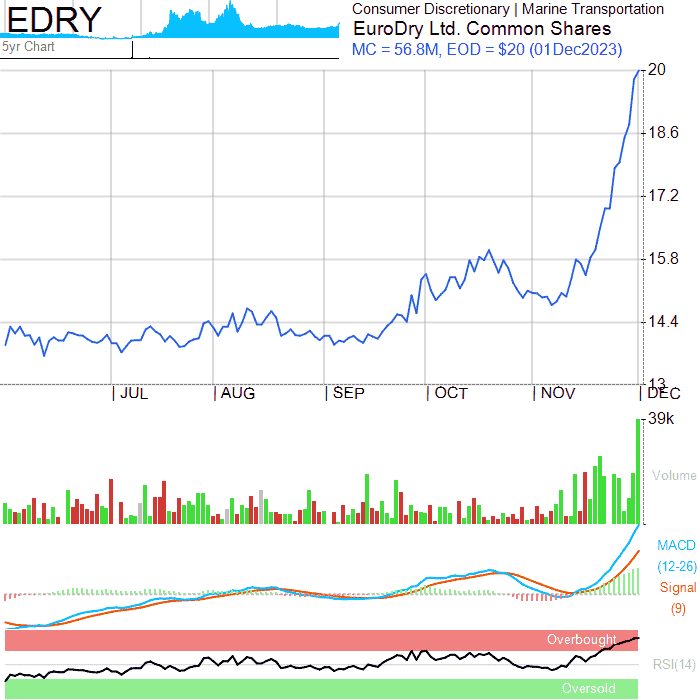 EDRY
5yr Chart
Consumer Discretionary | Marine Transportation
EuroDry Ltd. Common Shares
MC = 56.8M, EOD = $20 (01Dec2023)
20
18.6
17.2
15.8
14.4
13
JUL AUG SEP OCT NOV DEC
39k
Volume
MACD
(12-26)
Signal
(9)
Overbought
RSI(14)
Oversold